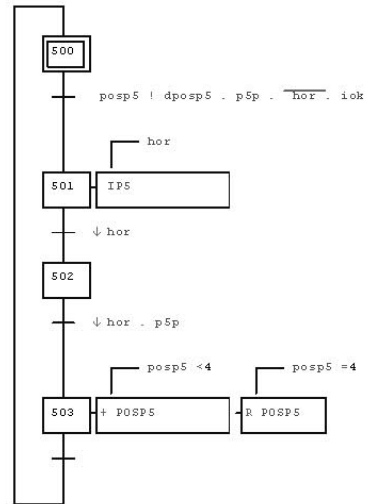 500
posp5 ! dposp5 . p5p . hor . iok
hor
501 IP5
↓ hor
502
↓ hor . p5p
posp5 <4 posp5 =4
503 + POSP5 R POSP5